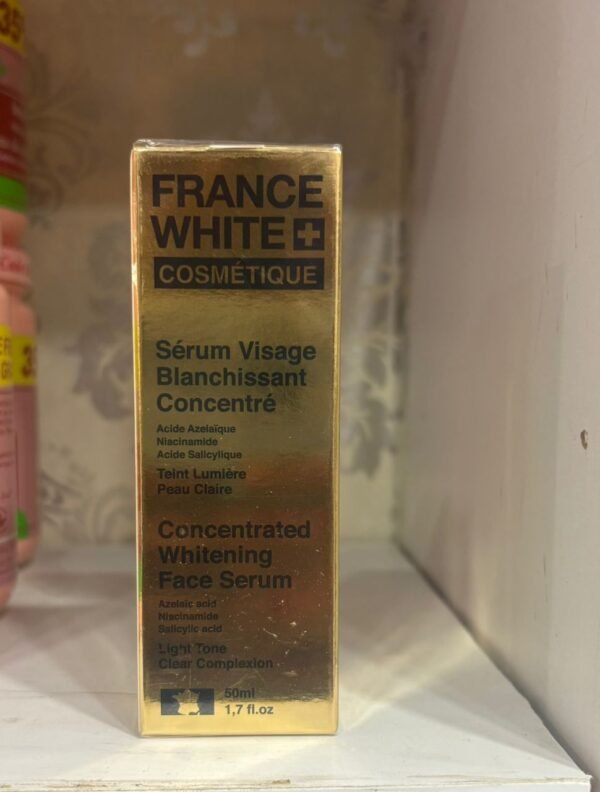 FRANCE
WHITE
COSMÉTIQUE
Sérum Visage
Blanchissant
Concentré
Acide Azelaïque
Niacinamide
Acide Salicylique
Teint Lumière
Peau Claire
Concentrated
Whitening
Face Serum
Azelaic acid
Niacinamide
Salicylic acid
Light Tone
Clear Complexion
50ml
1,7 fl.oz